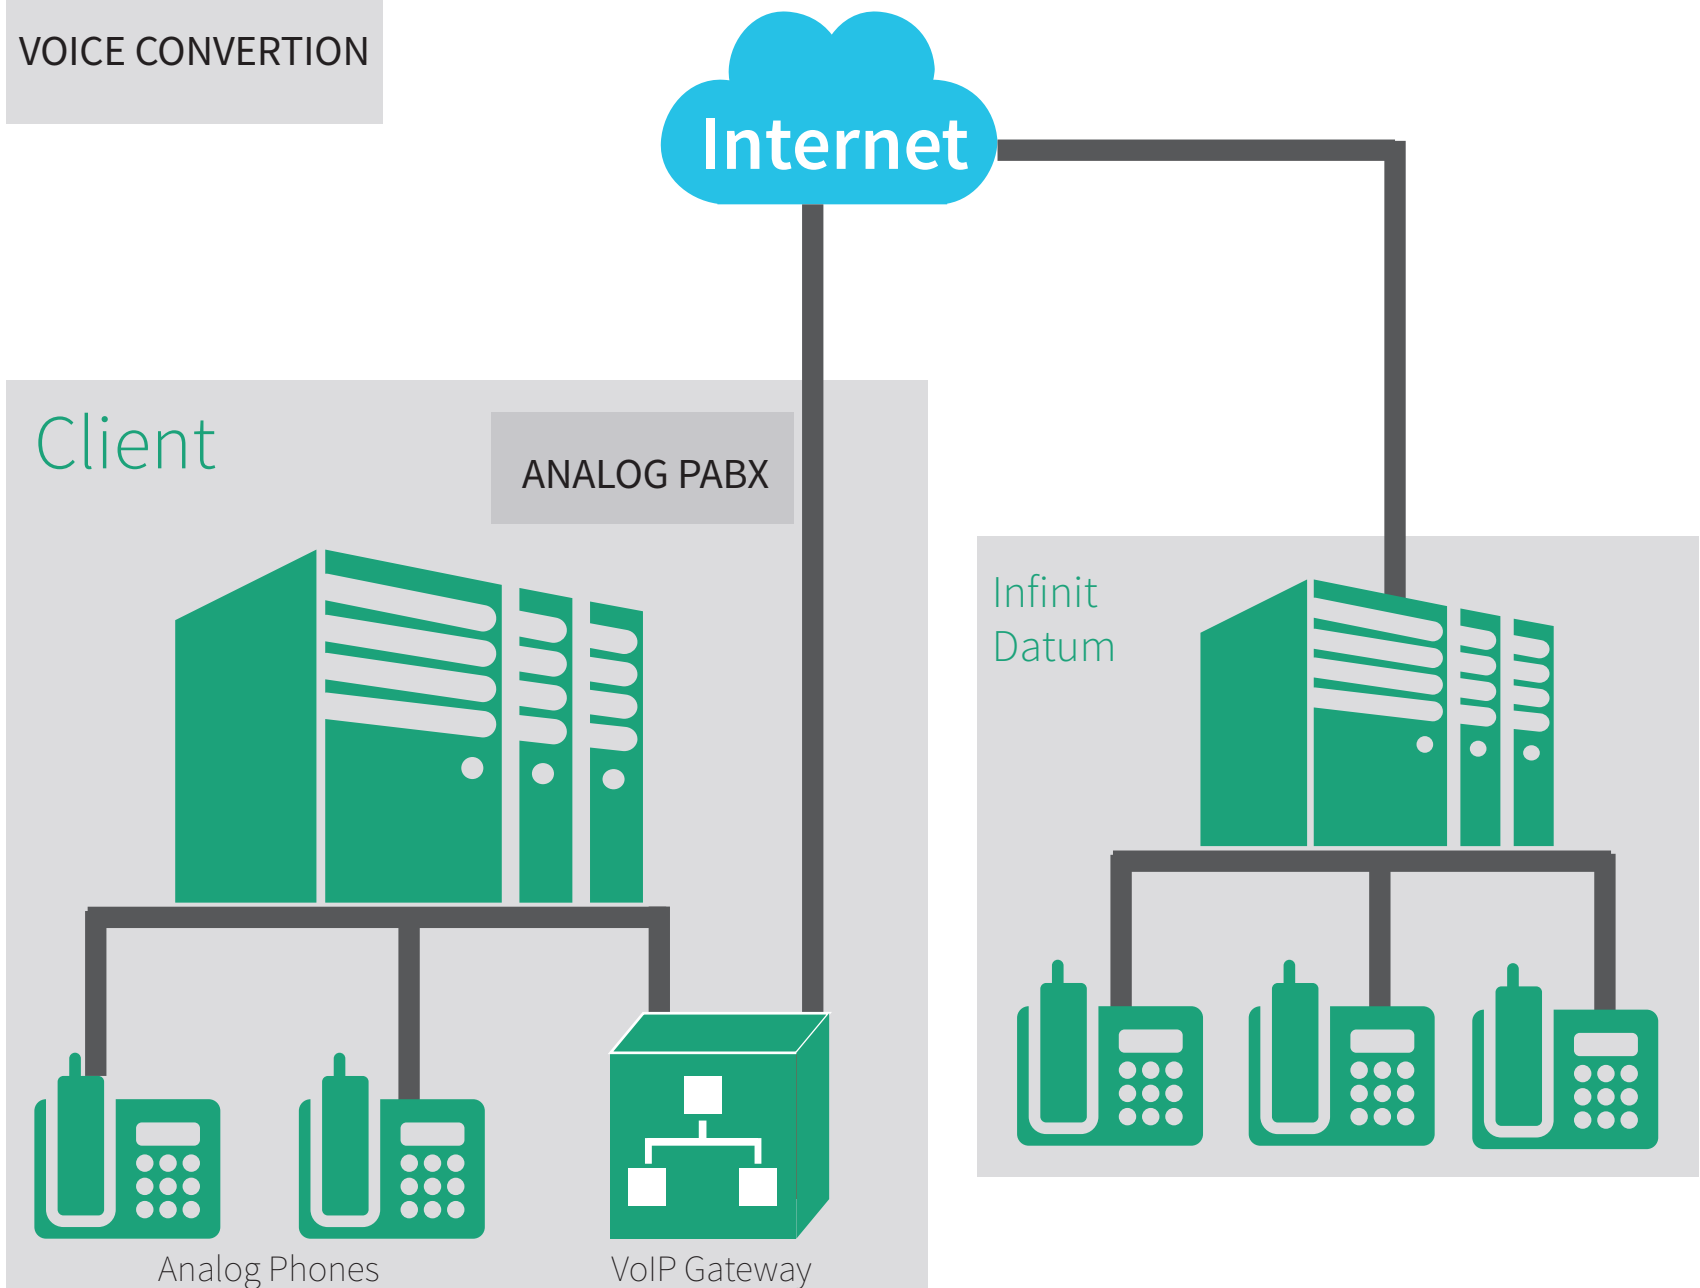 VOICE CONVERTION
Internet
Client
ANALOG PABX
Infinit
Datum
Analog Phones
VoIP Gateway